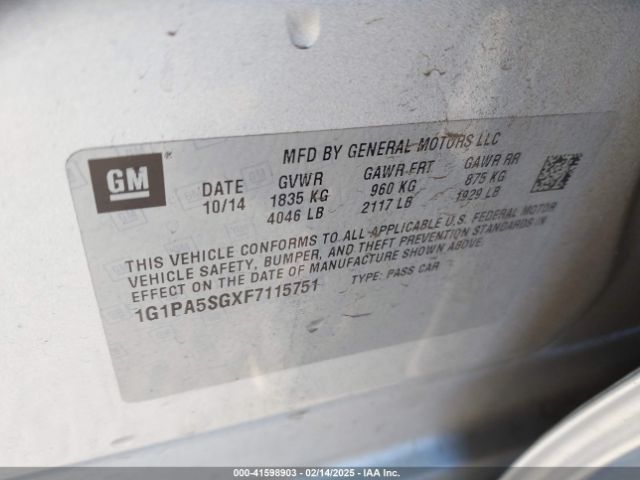 MFD BY GENERAL MOTORS LLC
GM
DATE GVWR GAWR FRT GAWR RR
10/14 1835 KG 960 KG 875 KG
4046 LB 2117 LB 1929 LB
THIS VEHICLE CONFORMS TO ALL APPLICABLE U.S. FEDERAL MOTOR
VEHICLE SAFETY, BUMPER, AND THEFT PREVENTION STANDARDS IN
EFFECT ON THE DATE OF MANUFACTURE SHOWN ABOVE.
1G1PA5SGXF7115751 TYPE: PASS CAR
000-41598903 - 02/14/2025 - IAA Inc.